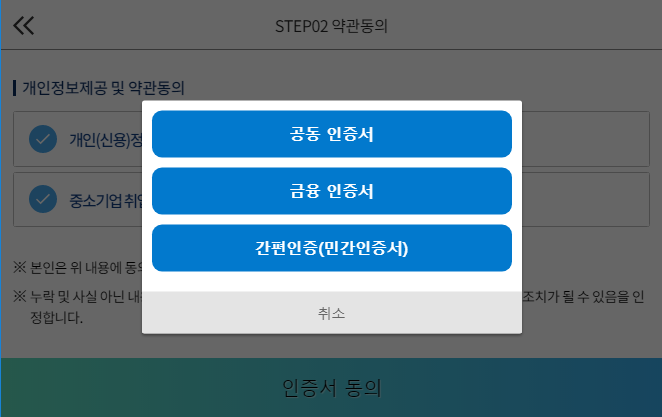 STEP02 약관동의
개인정보제공 및 약관동의
개인(신용)정
중소기업 취업
공동 인증서
금융 인증서
간편인증(민간인증서)
취소
※ 본인은 위 내용에 동의
※ 누락 및 사실 아닌 내 조치가 될 수 있음을 인
정합니다.
인증서 동의